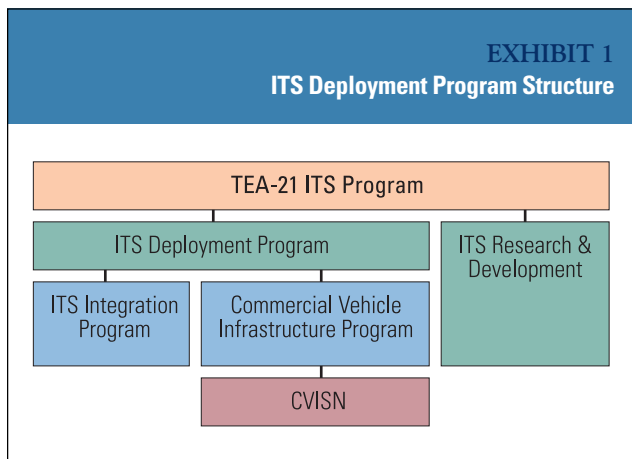 EXHIBIT 1
ITS Deployment Program Structure
TEA-21 ITS Program
ITS Deployment Program
ITS Research &
Development
ITS Integration
Program
Commercial Vehicle
Infrastructure Program
CVISN